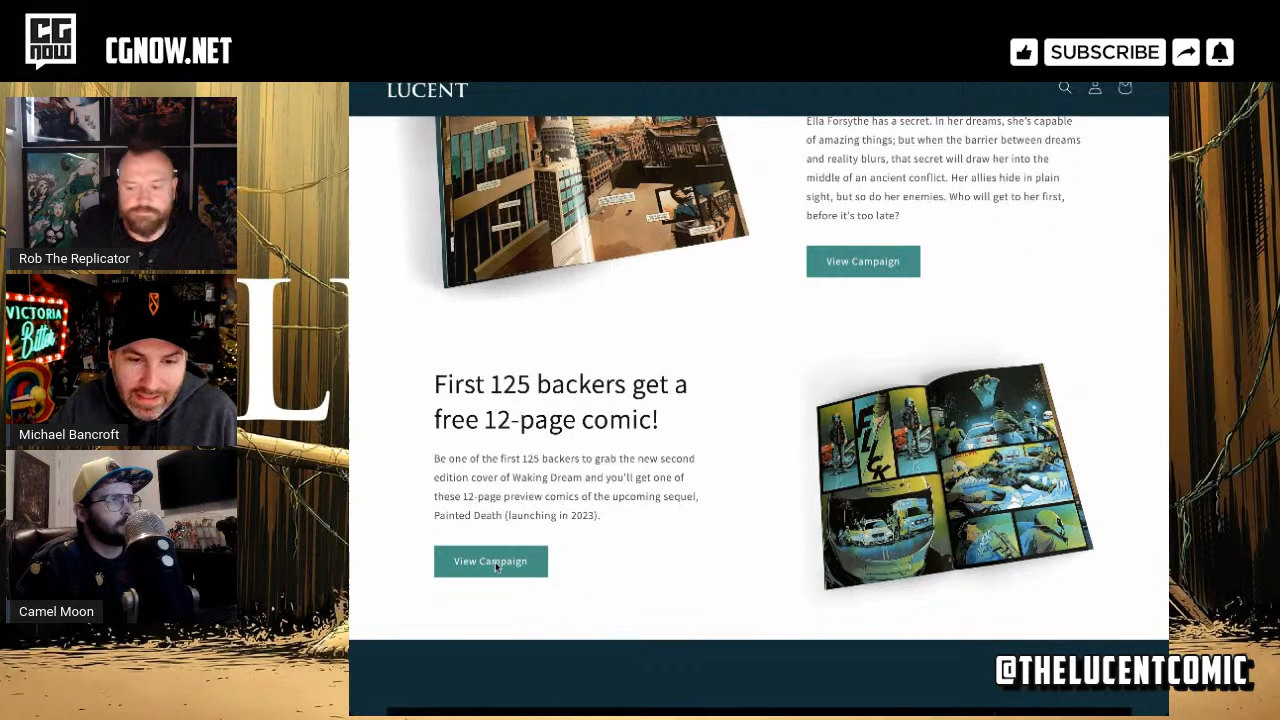 CG
NOW
CGNOW.NET
SUBSCRIBE
LUCENT
Rob The Replicator
VICTORIA
Bitter
Michael Bancroft
Camel Moon
L
Ella Forsythe has a secret. In her dreams, she's capable
of amazing things; but when the barrier between dreams
and reality blurs, that secret will draw her into the
middle of an ancient conflict. Her allies hide in plain
sight, but so do her enemies. Who will get to her first,
before it's too late?
View Campaign
First 125 backers get a
free 12-page comic!
Be one of the first 125 backers to grab the new second
edition cover of Waking Dream and you'll get one of
these 12-page preview comics of the upcoming sequel,
Painted Death (launching in 2023).
View Campaign
FLICK
@THELUCENTCOMIC